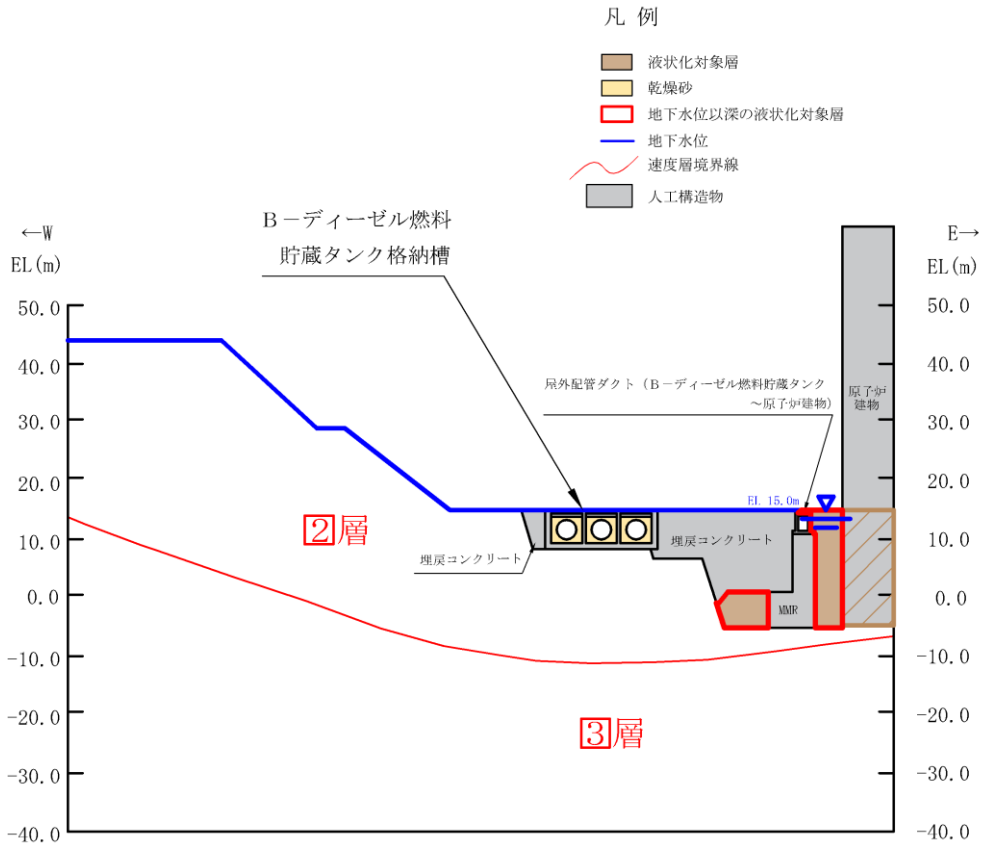 凡 例
液状化対象層
乾燥砂
地下水位以深の液状化対象層
地下水位
速度層境界線
人工構造物
←W
EL(m)
E→
EL(m)
B－ディーゼル燃料
貯蔵タンク格納槽
屋外配管ダクト（B－ディーゼル燃料貯蔵タンク
～原子炉建物）
原子炉
建物
50.0
40.0
30.0
20.0
10.0
0.0
-10.0
-20.0
-30.0
-40.0
EL 15.0m
②層
埋戻コンクリート
埋戻コンクリート
MMR
③層
50.0
40.0
30.0
20.0
10.0
0.0
-10.0
-20.0
-30.0
-40.0